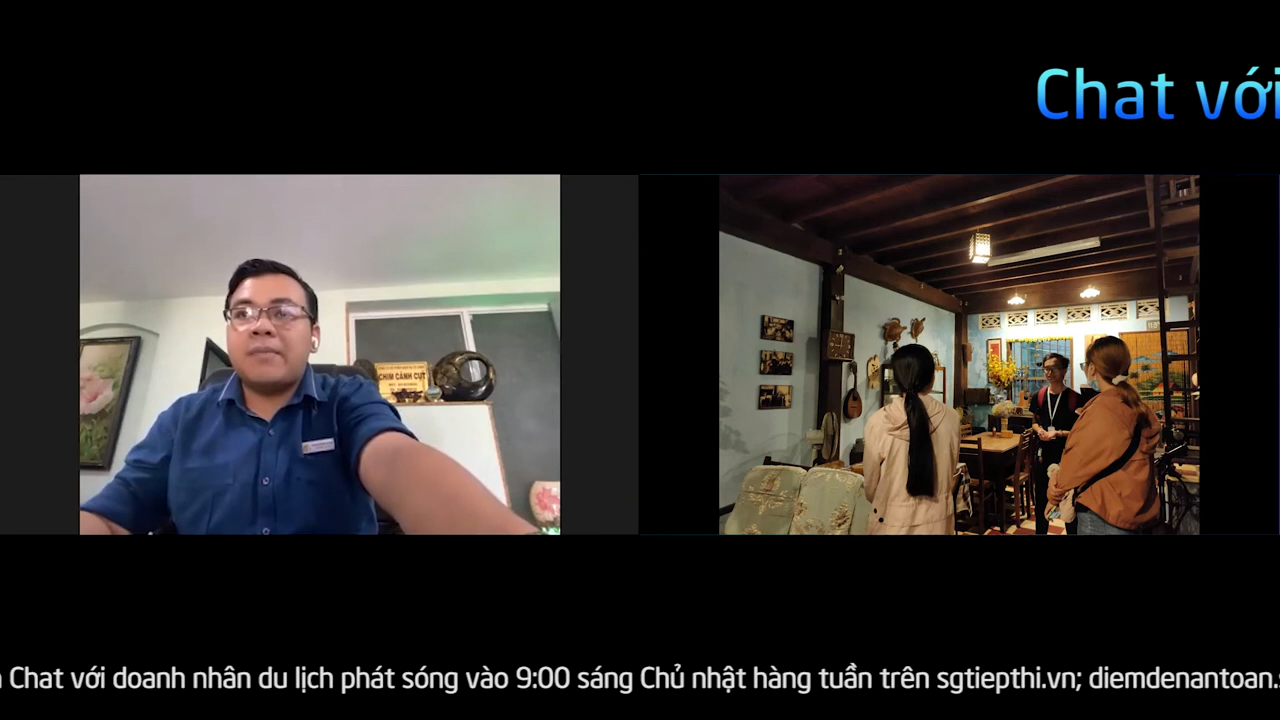 Chat với
CHIM CÁNH CỤT
Chat với doanh nhân du lịch phát sóng vào 9:00 sáng Chủ nhật hàng tuần trên sgtiepthi.vn; diemdenantoan.